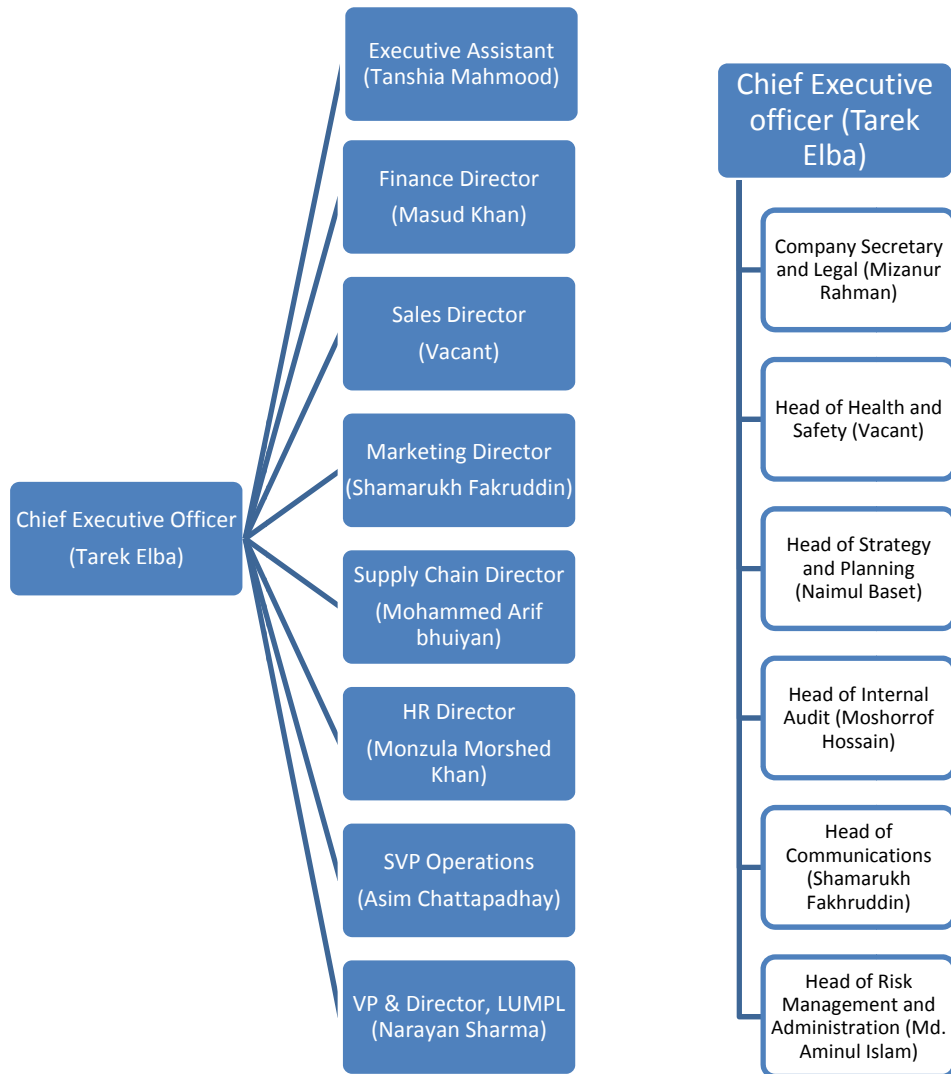 Executive Assistant
(Tanshia Mahmood)
Finance Director
(Masud Khan)
Sales Director
(Vacant)
Marketing Director
(Shamarukh Fakruddin)
Chief Executive Officer
(Tarek Elba)
Supply Chain Director
(Mohammed Arif
bhuiyan)
HR Director
(Monzula Morshed
Khan)
SVP Operations
(Asim Chattapadhay)
VP & Director, LUMPL
(Narayan Sharma)
Chief Executive
officer (Tarek
Elba)
Company Secretary
and Legal (Mizanur
Rahman)
Head of Health and
Safety (Vacant)
Head of Strategy
and Planning
(Naimul Baset)
Head of Internal
Audit (Moshorrof
Hossain)
Head of
Communications
(Shamarukh
Fakhruddin)
Head of Risk
Management and
Administration (Md.
Aminul Islam)